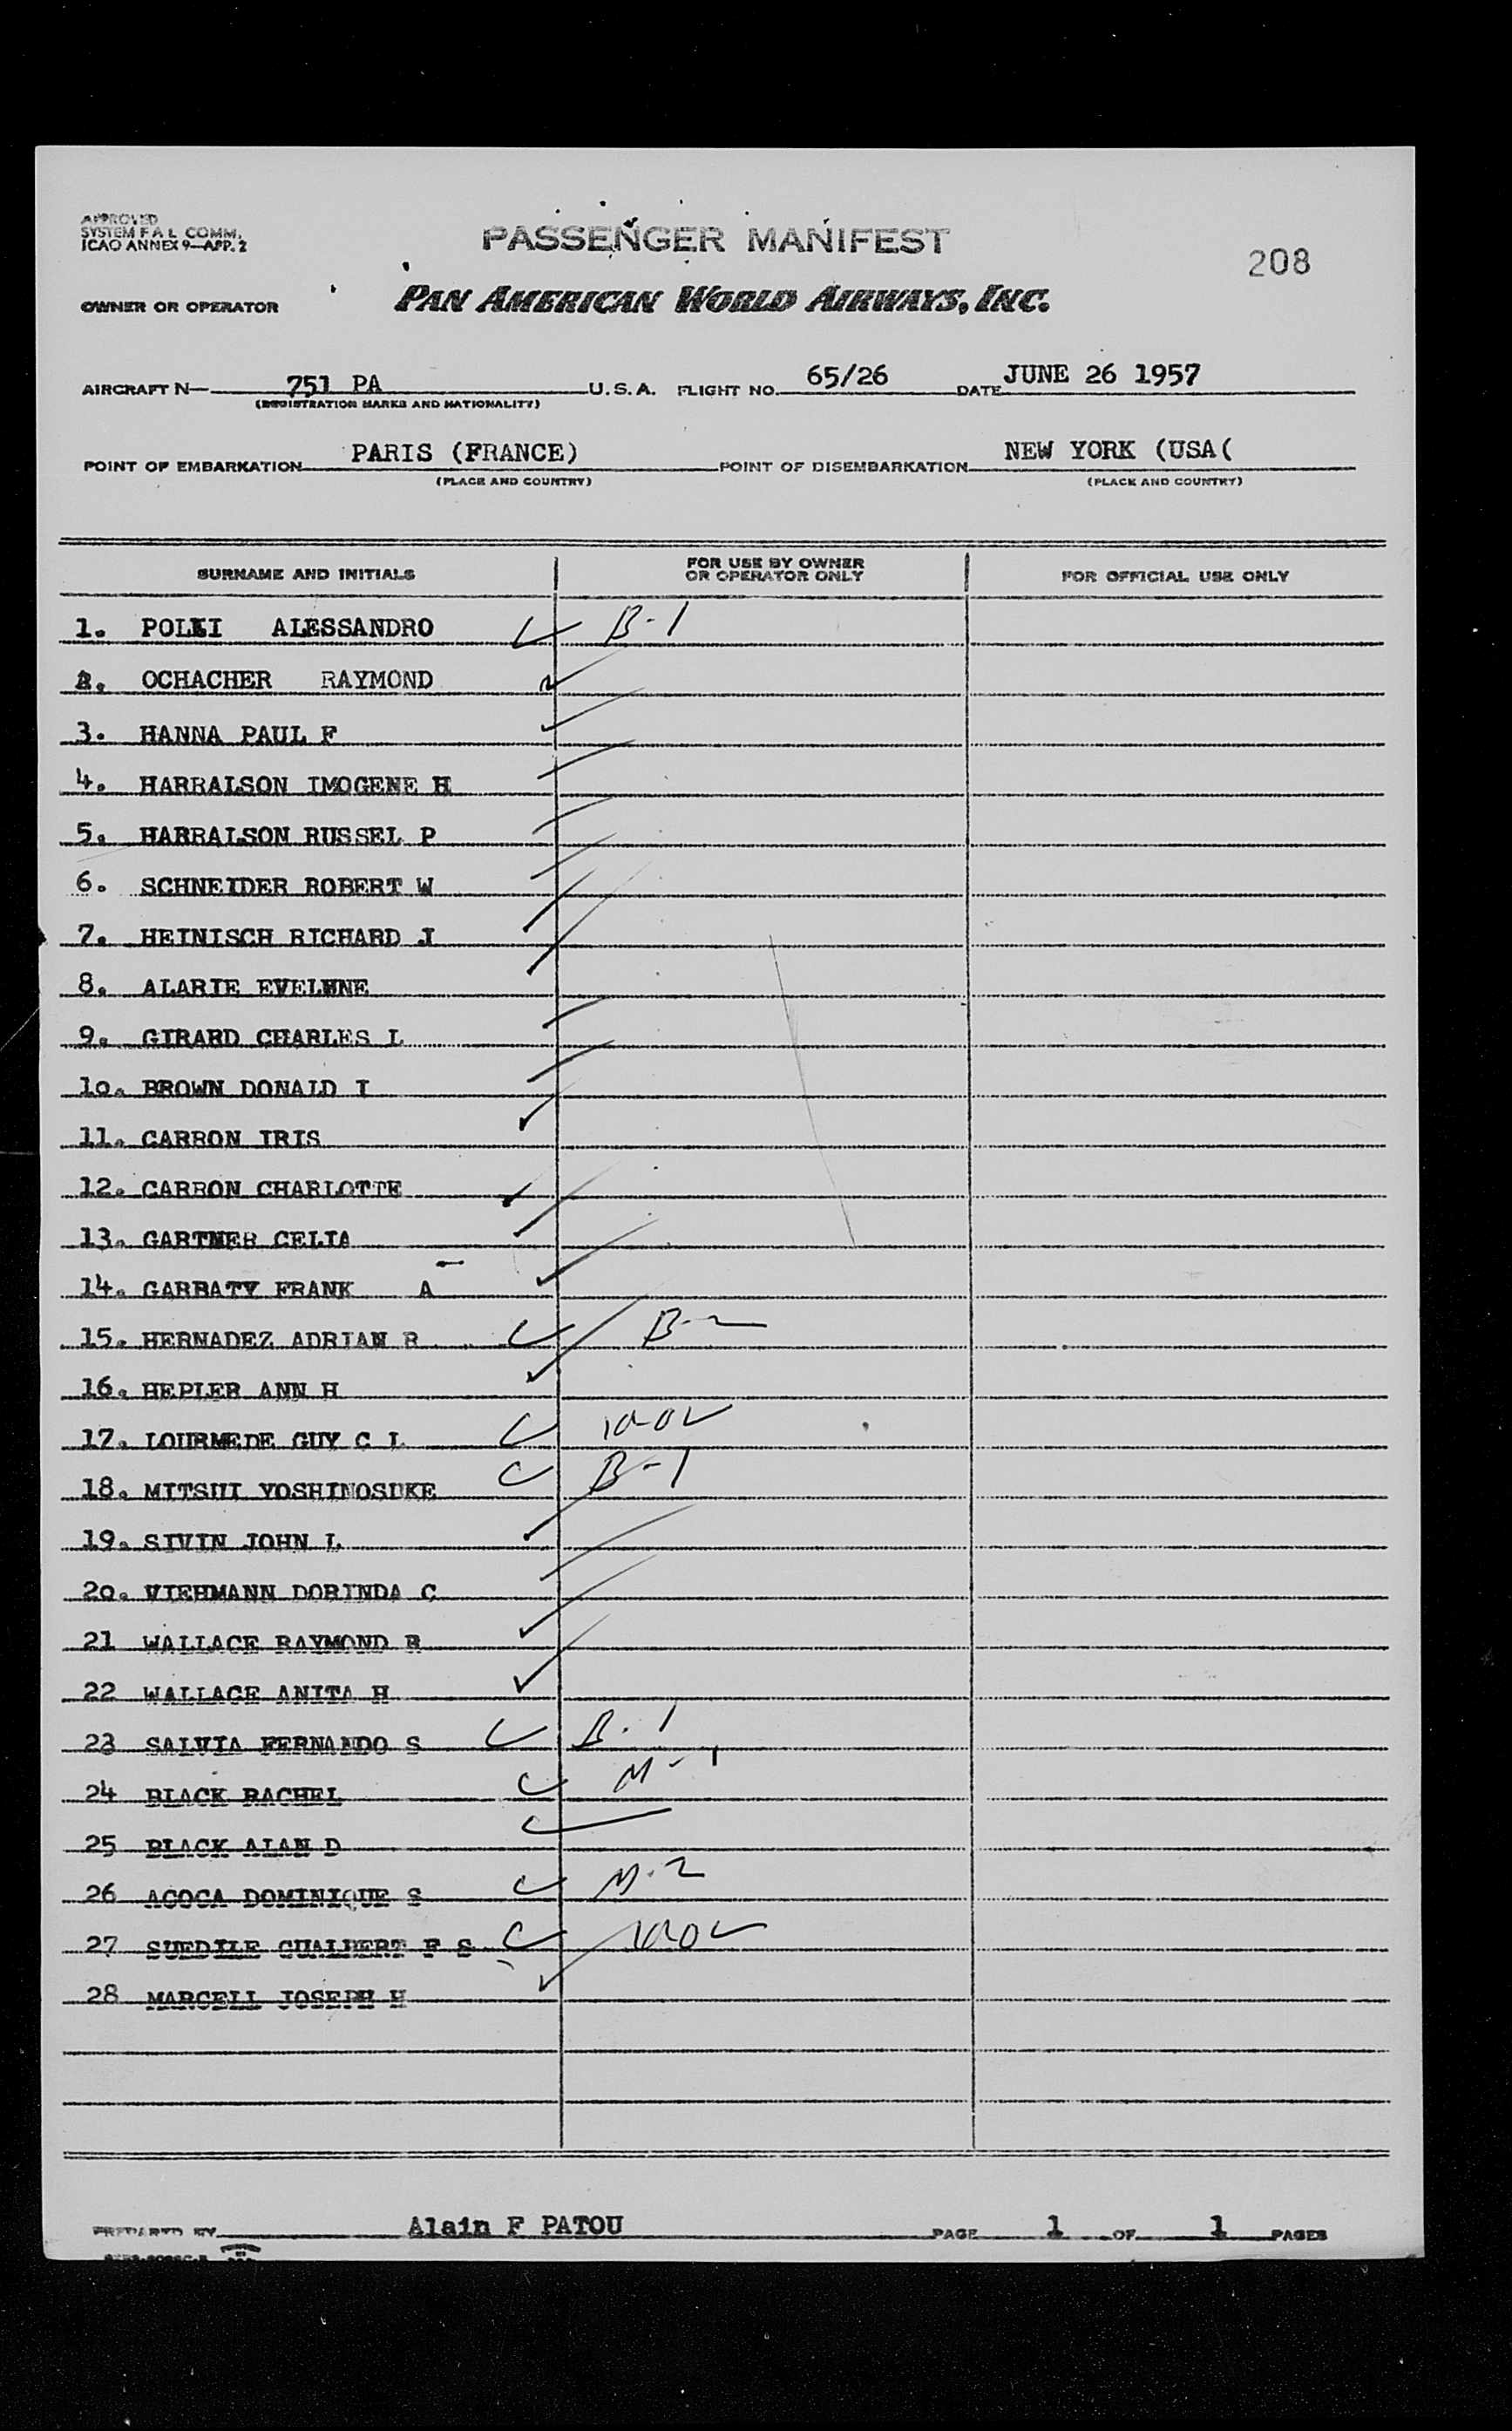 APPROVED
SYSTEM F A L COMM.
ICAO ANNEX 9—APP. 2
PASSENGER MANIFEST
208
OWNER OR OPERATOR PAN AMERICAN WORLD AIRWAYS, INC.
AIRCRAFT N— 751 PA U.S.A. FLIGHT NO. 65/26 DATE JUNE 26 1957
(REGISTRATION MARKS AND NATIONALITY)
POINT OF EMBARKATION PARIS (FRANCE) POINT OF DISEMBARKATION NEW YORK (USA(
(PLACE AND COUNTRY) (PLACE AND COUNTRY)
SURNAME AND INITIALS FOR USE BY OWNER OR OPERATOR ONLY FOR OFFICIAL USE ONLY
1. ALESSANDRO B-1
2. OCHACHER RAYMOND
3. HANNA PAUL F
4. HARRALSON IMOGENE H
5. HARRALSON RUSSEL P
6. SCHNEIDER ROBERT W
7. HEINISCH RICHARD J
8. ALARIE
9. GIRARD CHARLES L
10. BROWN DONALD I
11. CARRON IRIS
12. CARRON CHARLOTTE
13. GARTNER CELIA
14. GARBATY FRANK A
15. HERNADEZ ADRIAN R B-2
16. HEPLER ANN H
17. LOURMEDE GUY C L
18. MITSUI YOSHINOSUKE B-1
19. SIVIN JOHN L
20. VIEHMANN DORINDA C
21 WALLACE RAYMOND R
22 WALLACE ANITA H
23 SALVIA FERNANDO S B-1
24 BLACK RACHEL M-1
25 BLACK ALAN D
26 ACOCA DOMINIQUE S M-2
27 SUEDILE GUALBERT F S
28 MARCELL JOSEPH H
PREPARED BY Alain F PATOU PAGE 1 OF 1 PAGES